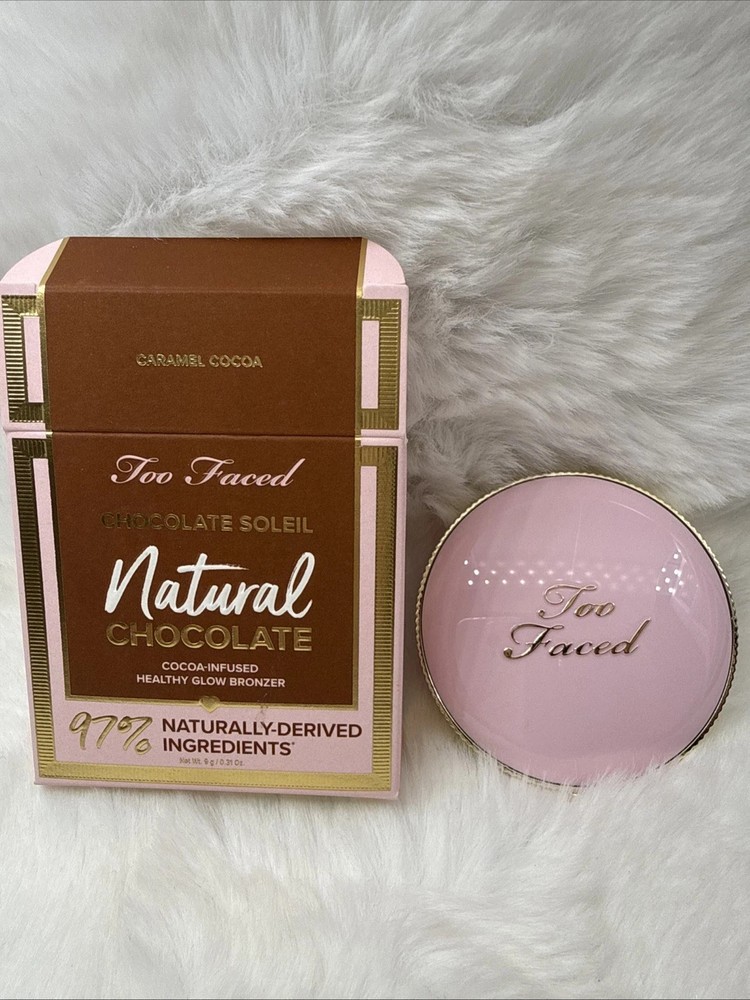 CARAMEL COCOA
Too Faced
CHOCOLATE SOLEIL
Natural
CHOCOLATE
COCOA-INFUSED
HEALTHY GLOW BRONZER
97% NATURALLY-DERIVED
INGREDIENTS*
Net Wt. 9 g / 0.31 Oz.
Too
Faced